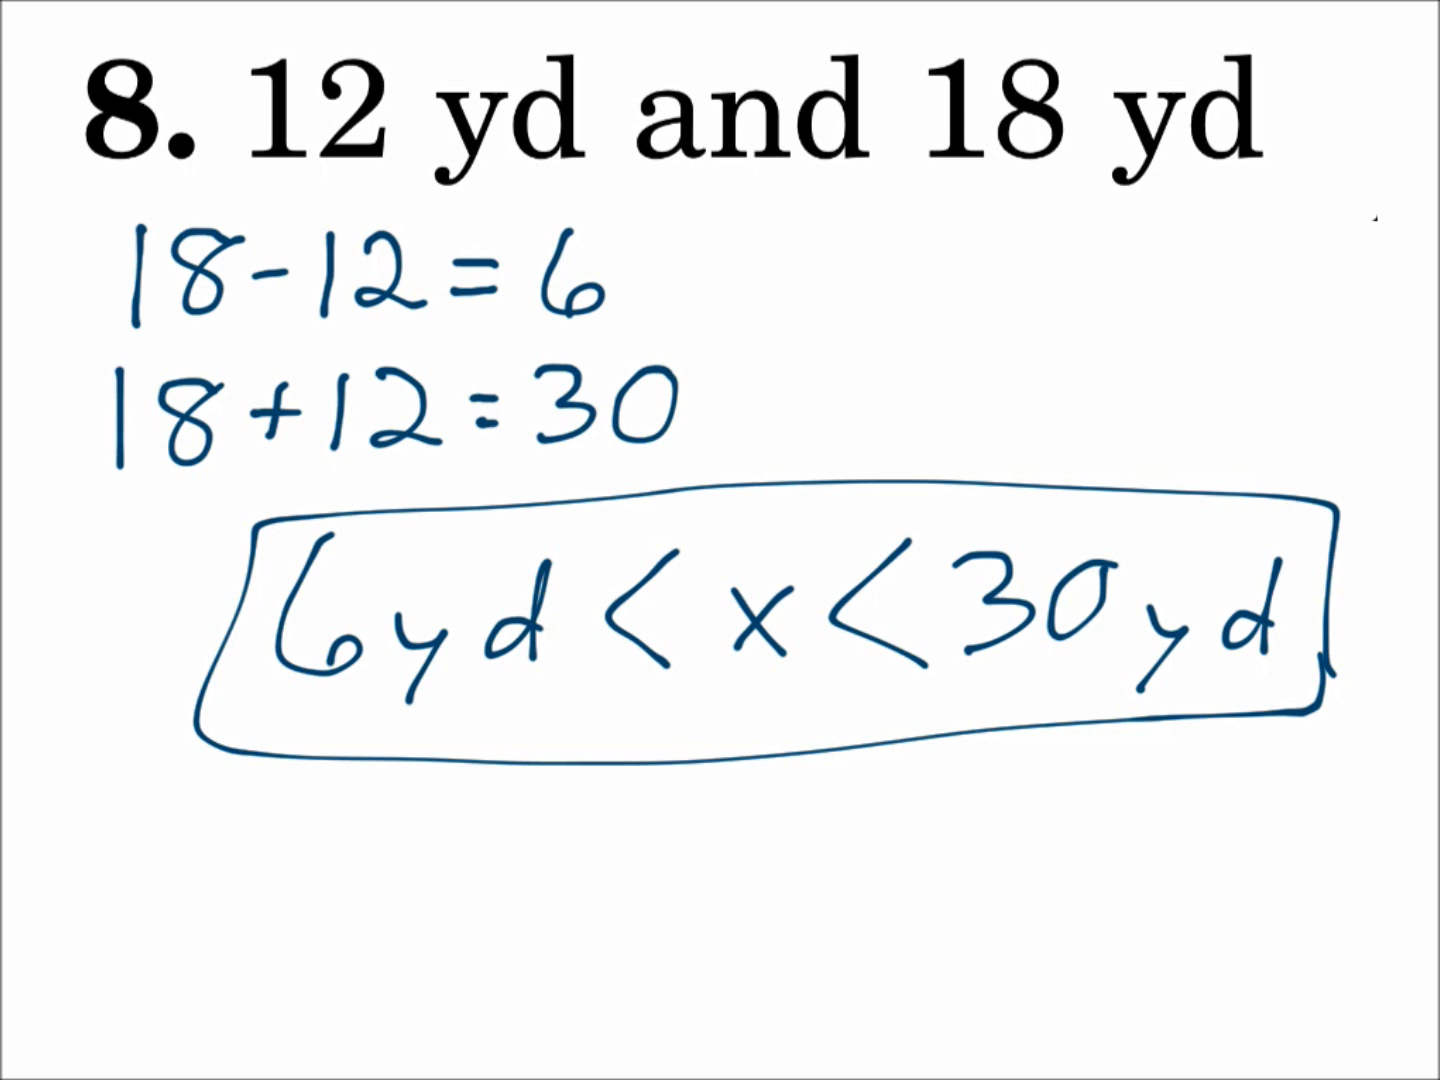 8. 12 yd and 18 yd
18-12=6
18+12=30
6yd < x < 30yd